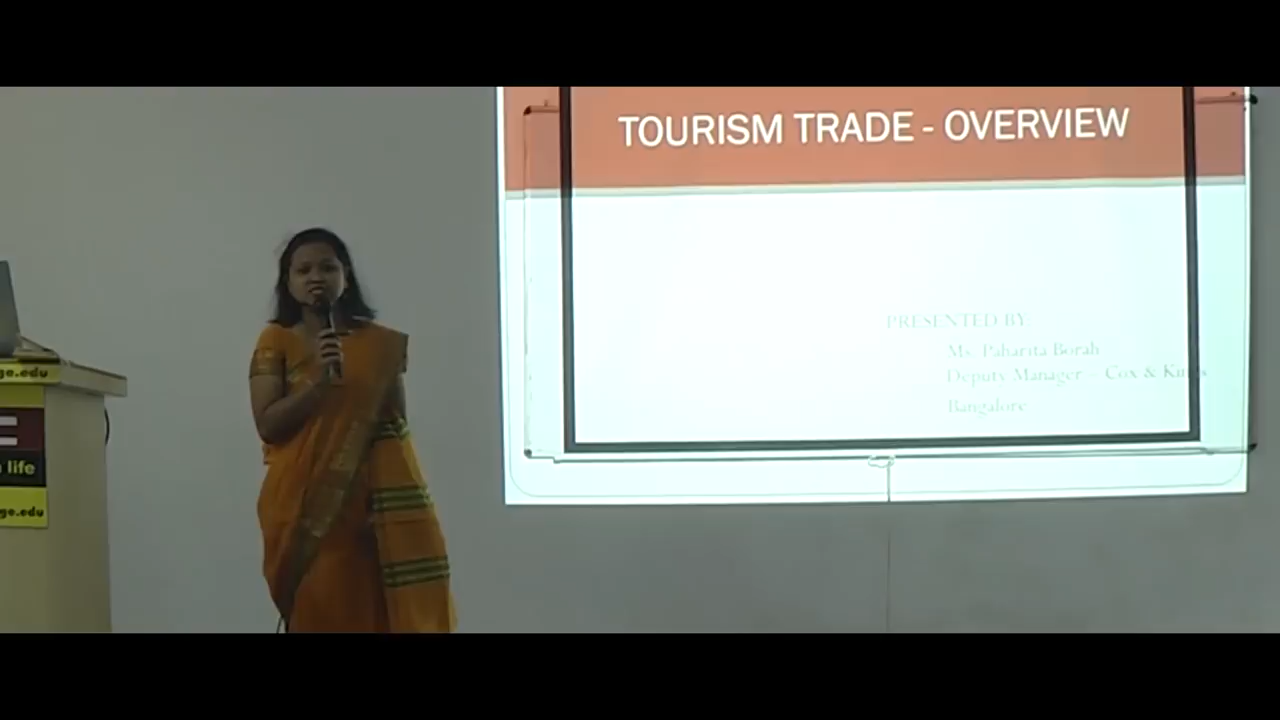 TOURISM TRADE - OVERVIEW
PRESENTED BY:
Ms. Paharita Borah
Deputy Manager - Cox & Kings
Bangalore
ge.edu
life
ge.edu